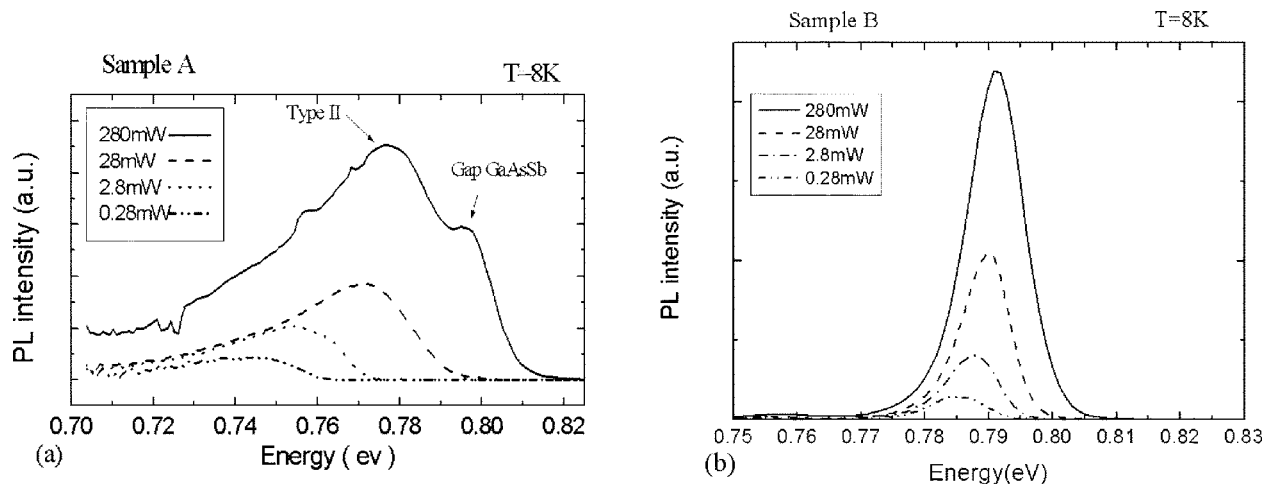 Sample A
T=8K
280mW
28mW
2.8mW
0.28mW
Type II
Gap GaAsSb
PL intensity (a.u.)
0.70 0.72 0.74 0.76 0.78 0.80 0.82
Energy ( ev )
(a)
Sample B
T=8K
280mW
28mW
2.8mW
0.28mW
PL intensity (a.u.)
0.75 0.76 0.77 0.78 0.79 0.80 0.81 0.82 0.83
Energy(eV)
(b)